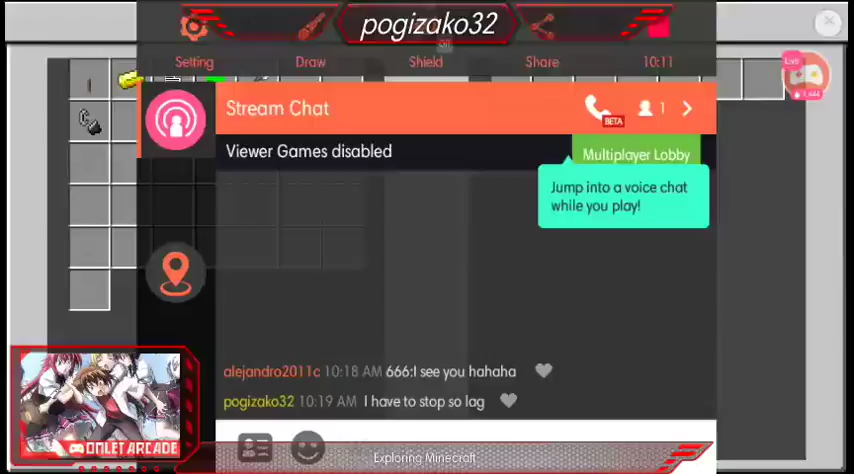 pogizako32
Off
Setting
Draw
Shield
Share
10:11
Live
Stream Chat
BETA
1
Viewer Games disabled
Multiplayer Lobby
Jump into a voice chat
while you play!
alejandro2011c 10:18 AM 666:I see you hahaha
pogizako32 10:19 AM I have to stop so lag
OMLET ARCADE
Exploring Minecraft